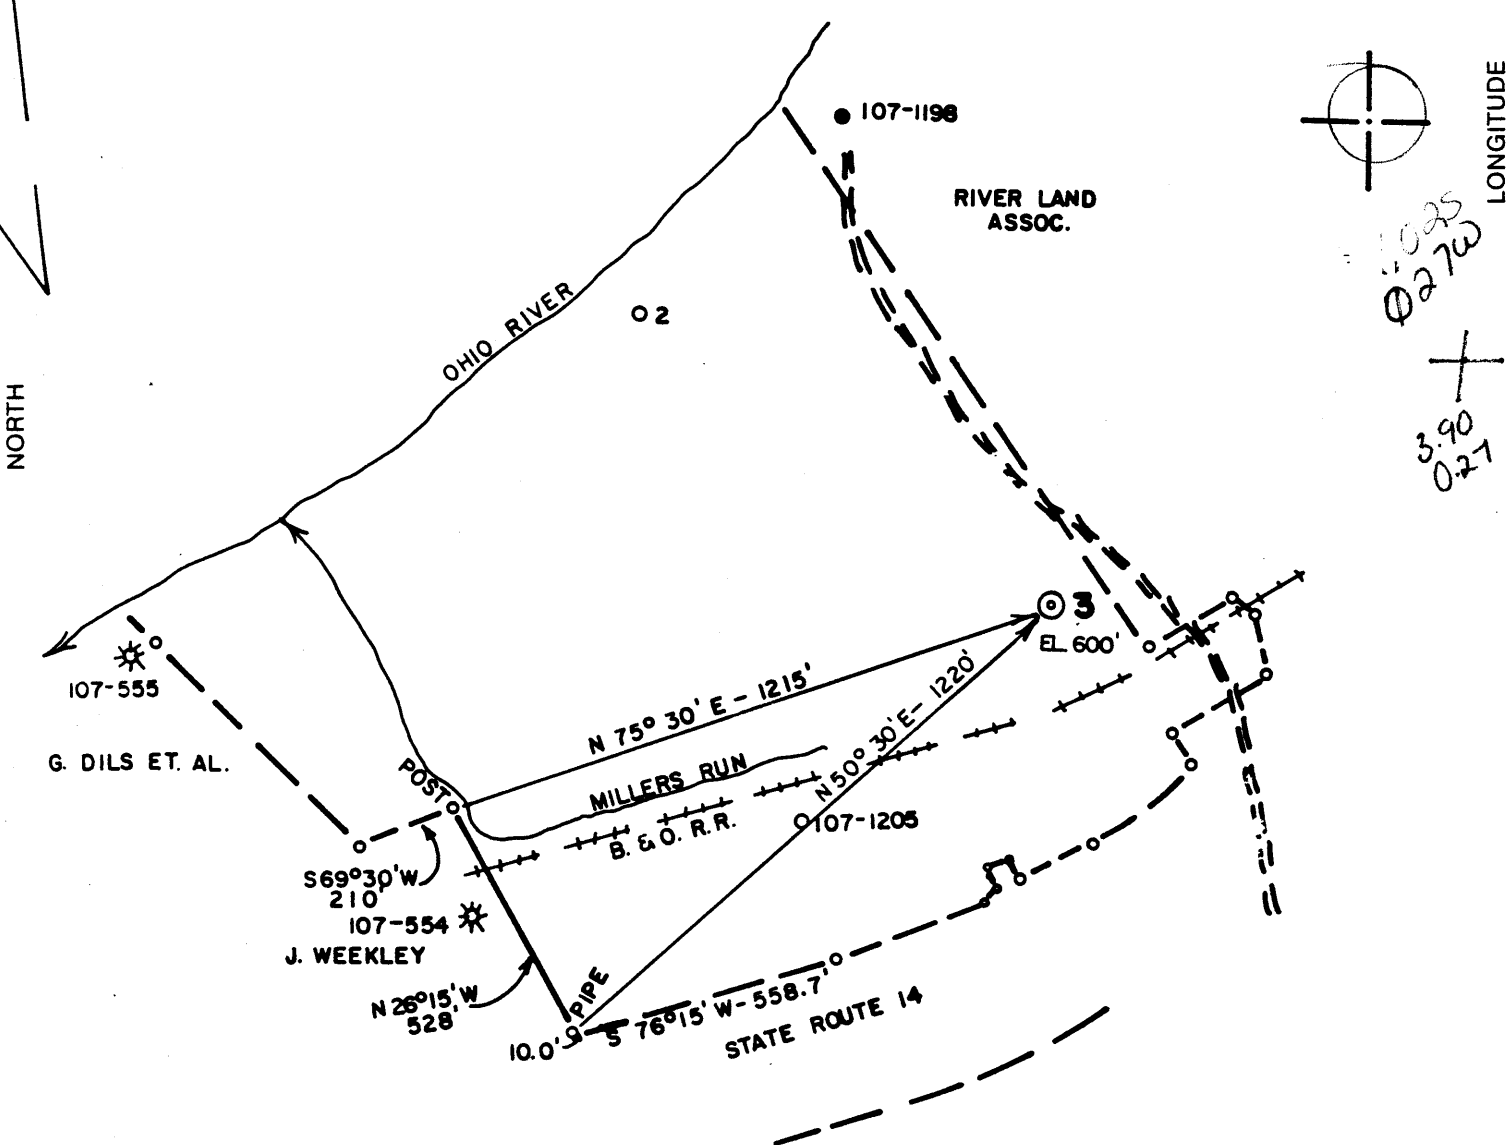 107-1198
LONGITUDE
RIVER LAND
ASSOC.
027W
OHIO RIVER
2
NORTH
3.90
0.27
3
EL. 600'
107-555
N 75° 30' E - 1215'
N 50° 30' E - 1220'
G. DILS ET. AL.
POST
MILLERS RUN
B. & O. R.R.
107-1205
S 69° 30' W
210'
107-554
J. WEEKLEY
N 26° 15' W
528'
PIPE
10.0'
S 76° 15' W - 558.7'
STATE ROUTE 14